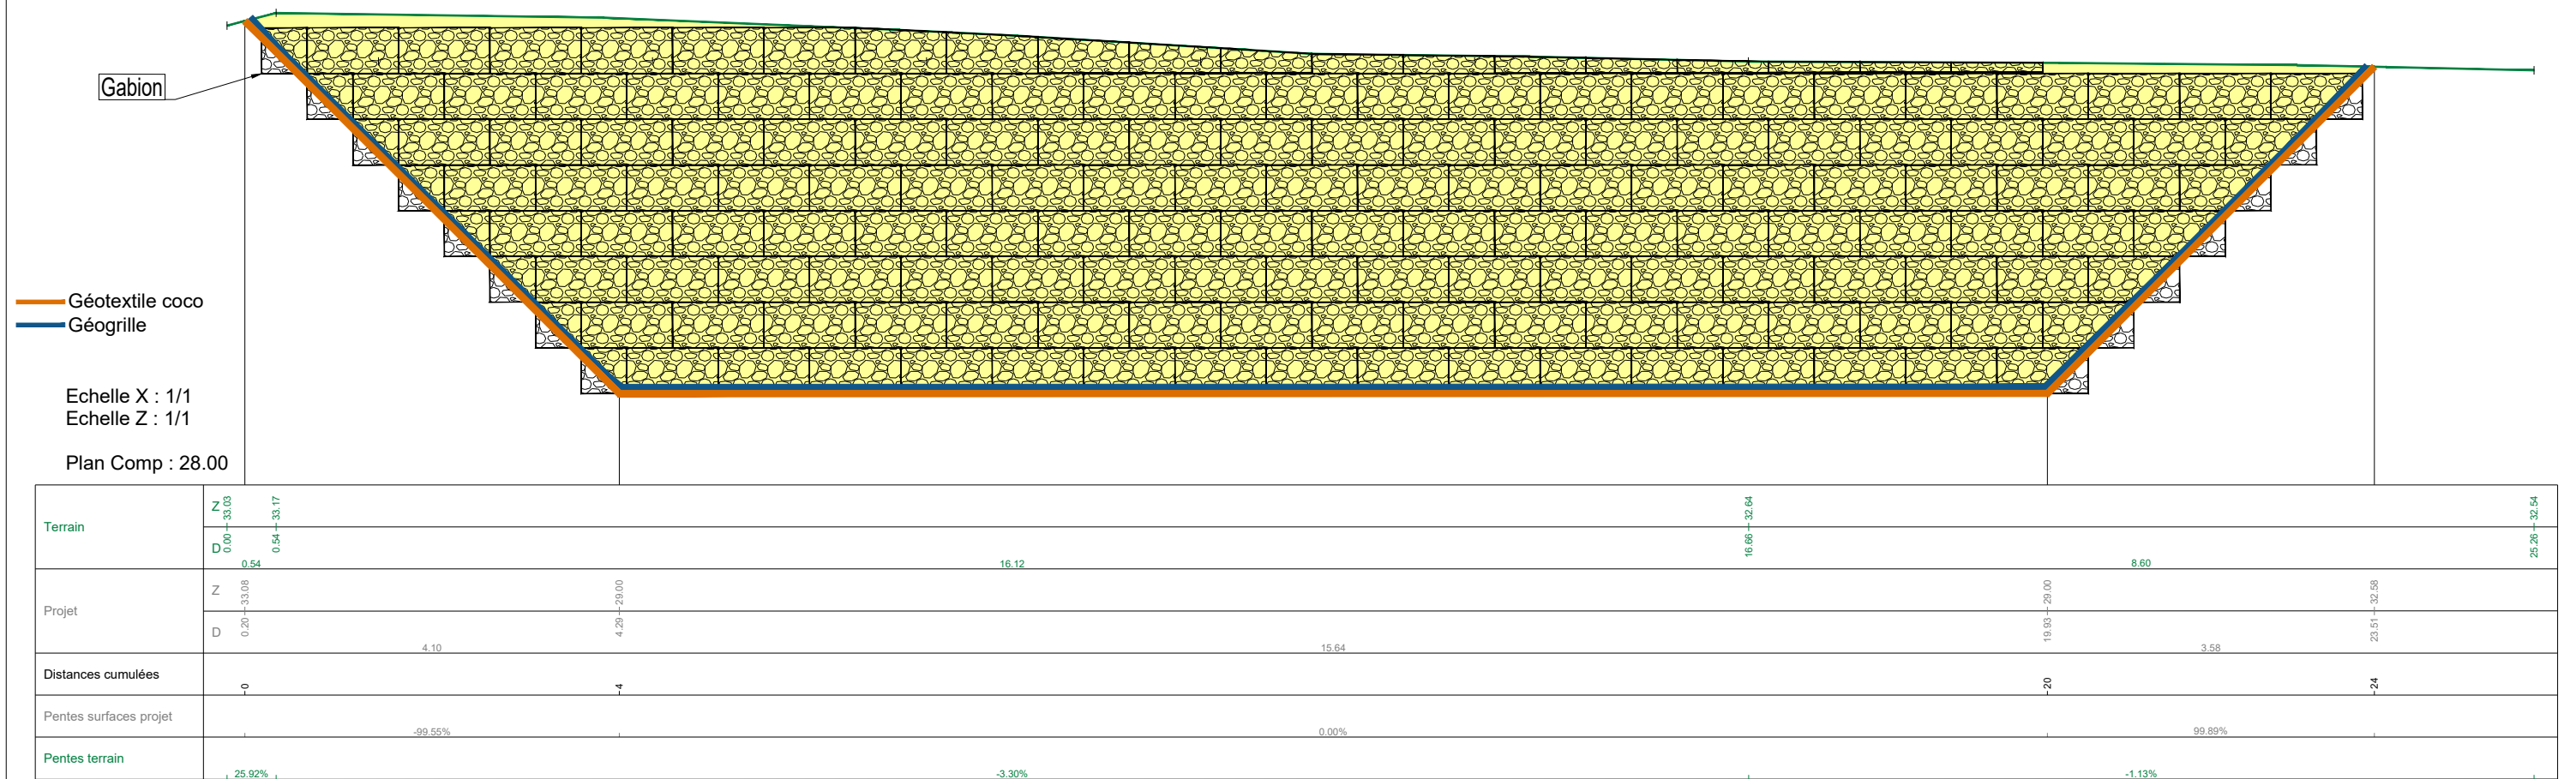 Gabion
Géotextile coco
Géogrille
Echelle X : 1/1
Echelle Z : 1/1
Plan Comp : 28.00
Terrain
Z 33.03 33.17 32.64 32.54
D 0.00 0.54 16.66 25.26
0.54 16.12 8.60
Projet
Z 33.08 29.00 29.00 32.58
D 0.20 4.29 19.93 23.51
4.10 15.64 3.58
Distances cumulées 0 4 20 24
Pentes surfaces projet -99.55% 0.00% 99.89%
Pentes terrain 25.92% -3.30% -1.13%